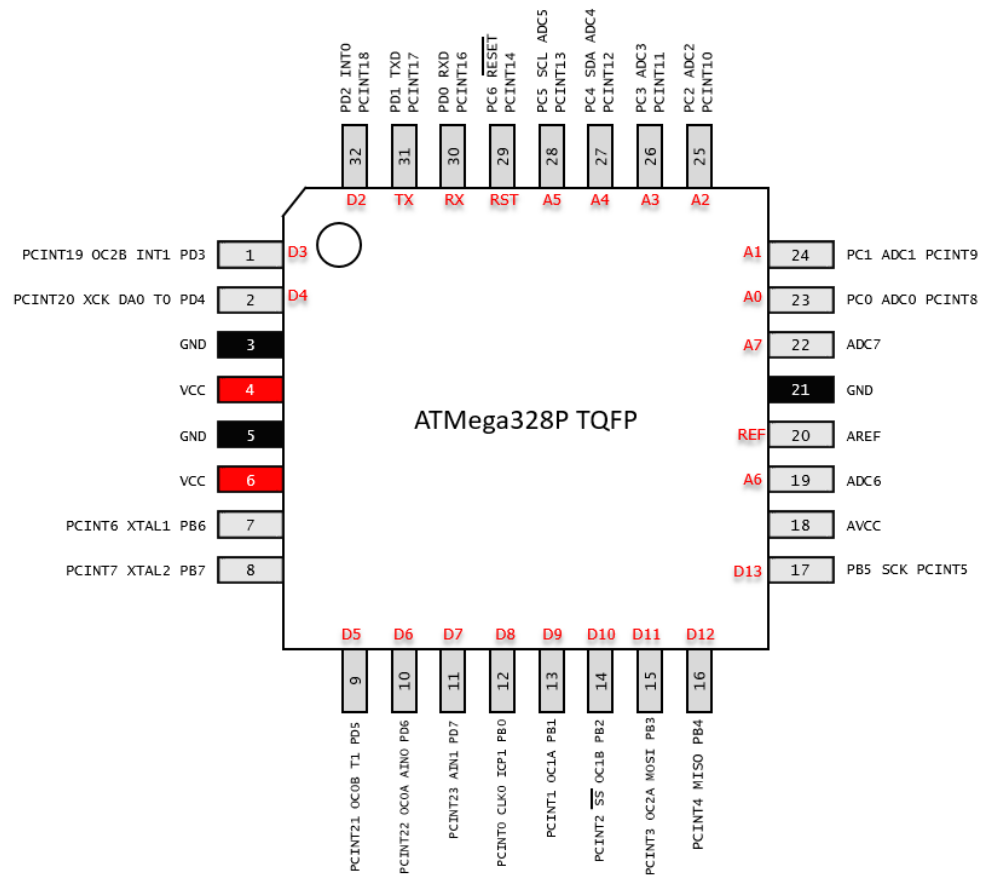 PD2 INT0
PCINT18
PD1 TXD
PCINT17
PD0 RXD
PCINT16
PC6 RESET
PCINT14
PC5 SCL ADC5
PCINT13
PC4 SDA ADC4
PCINT12
PC3 ADC3
PCINT11
PC2 ADC2
PCINT10
32 31 30 29 28 27 26 25
D2 TX RX RST A5 A4 A3 A2
PCINT19 OC2B INT1 PD3 1 D3
PCINT20 XCK DA0 T0 PD4 2 D4
GND 3
VCC 4
GND 5
VCC 6
PCINT6 XTAL1 PB6 7
PCINT7 XTAL2 PB7 8
ATMega328P TQFP
A1 24 PC1 ADC1 PCINT9
A0 23 PC0 ADC0 PCINT8
A7 22 ADC7
21 GND
REF 20 AREF
A6 19 ADC6
18 AVCC
D13 17 PB5 SCK PCINT5
D5 D6 D7 D8 D9 D10 D11 D12
9 10 11 12 13 14 15 16
PCINT21 OC0B T1 PD5
PCINT22 OC0A AIN0 PD6
PCINT23 AIN1 PD7
PCINT0 CLK0 ICP1 PB0
PCINT1 OC1A PB1
PCINT2 SS OC1B PB2
PCINT3 OC2A MOSI PB3
PCINT4 MISO PB4